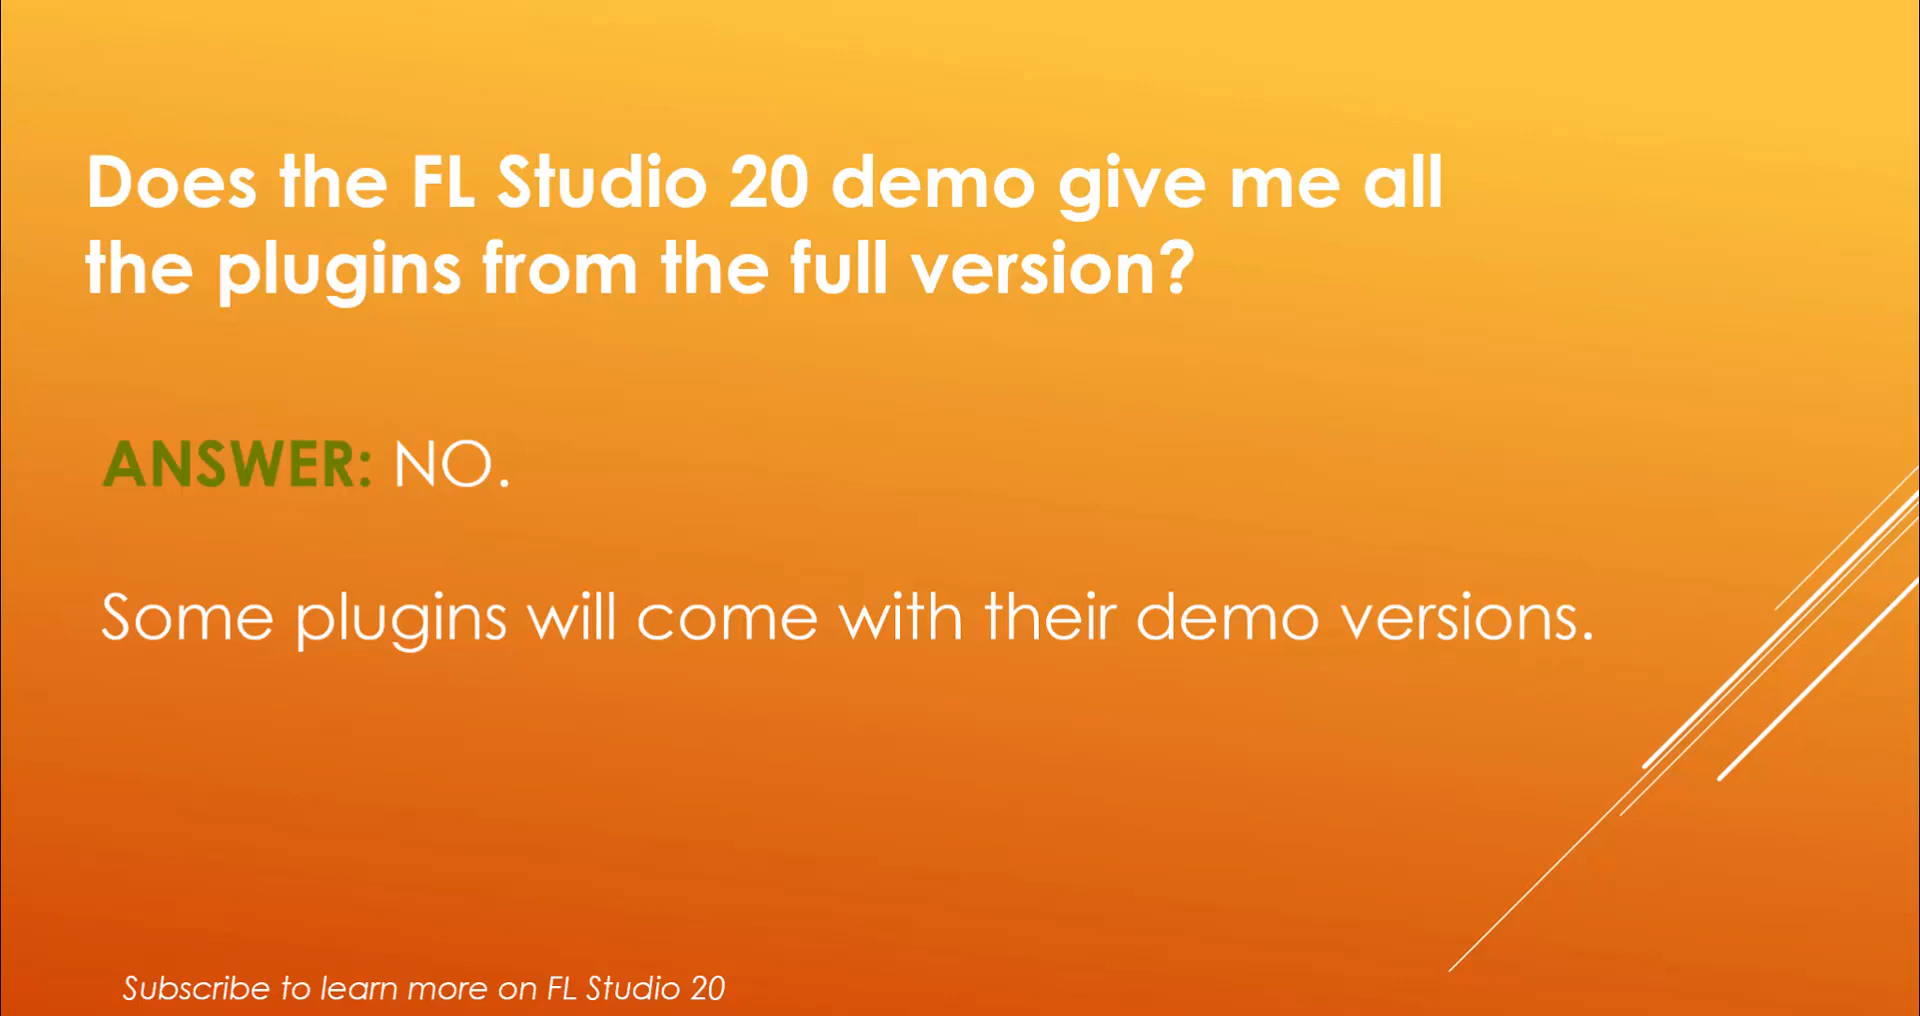 Does the FL Studio 20 demo give me all
the plugins from the full version?
ANSWER: NO.
Some plugins will come with their demo versions.
Subscribe to learn more on FL Studio 20